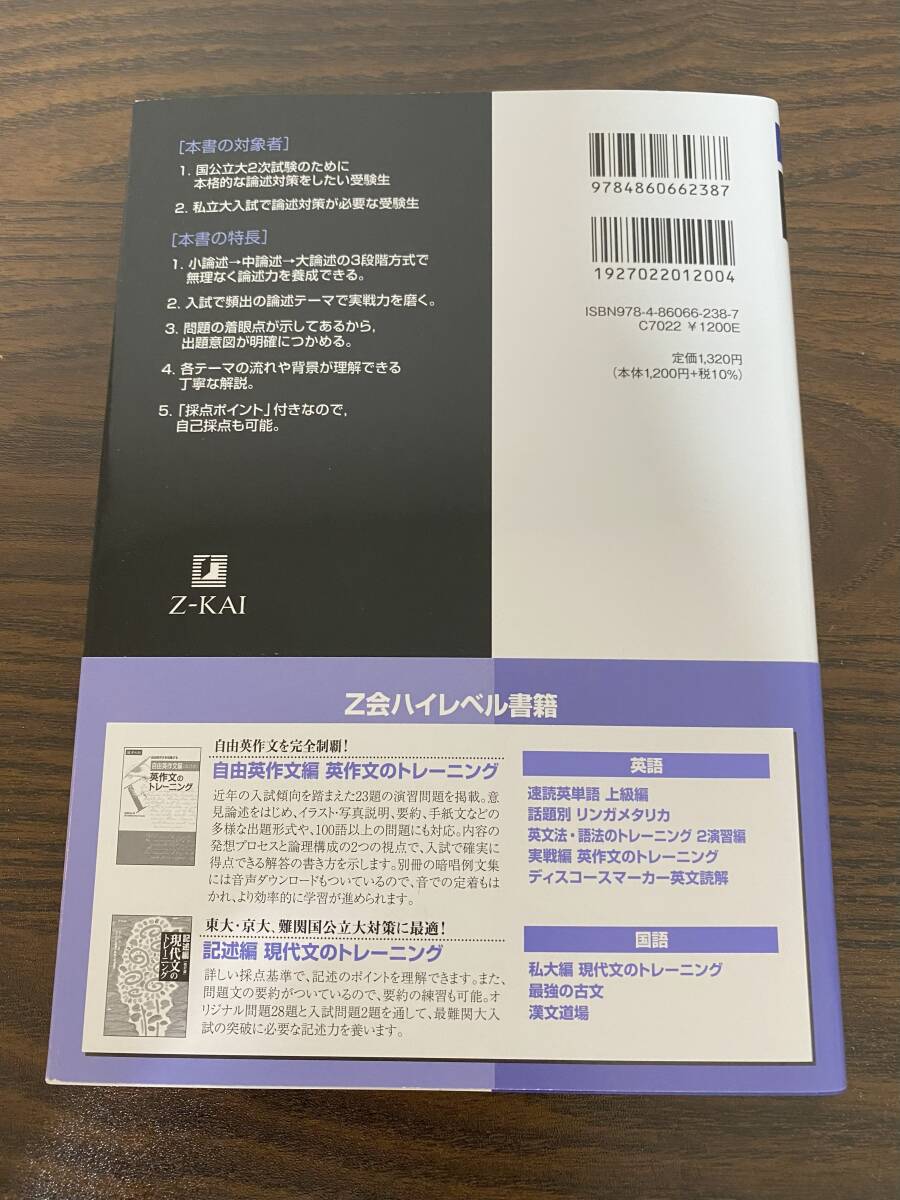 [本書の対象者]
1. 国公立大2次試験のために
本格的な論述対策をしたい受験生
2. 私立大入試で論述対策が必要な受験生
[本書の特長]
1. 小論述→中論述→大論述の3段階方式で
無理なく論述力を養成できる。
2. 入試で頻出の論述テーマで実戦力を磨く。
3. 問題の着眼点が示してあるから,
出題意図が明確につかめる。
4. 各テーマの流れや背景が理解できる
丁寧な解説。
5. 「採点ポイント」付きなので,
自己採点も可能。
Z-KAI
9784860662387
1927022012004
ISBN978-4-86066-238-7
C7022 ¥1200E
定価1,320円
(本体1,200円+税10%)
Z会ハイレベル書籍
自由英作文編
英作文の
トレーニング
自由英作文を完全制覇!
自由英作文編 英作文のトレーニング
近年の入試傾向を踏まえた23題の演習問題を掲載。意
見論述をはじめ、イラスト・写真説明、要約、手紙文などの
多様な出題形式や、100語以上の問題にも対応。内容の
発想プロセスと論理構成の2つの視点で、入試で確実に
得点できる解答の書き方を示します。別冊の暗唱例文集
には音声ダウンロードもついているので、音での定着もは
かれ、より効率的に学習が進められます。
記述編
現代文の
トレーニング
東大・京大、難関国公立大対策に最適!
記述編 現代文のトレーニング
詳しい採点基準で、記述のポイントを理解できます。また、
問題文の要約がついているので、要約の練習も可能。オ
リジナル問題28題と入試問題2題を通して、最難関大入
試の突破に必要な記述力を養います。
英語
速読英単語 上級編
話題別 リンガメタリカ
英文法・語法のトレーニング 2演習編
実戦編 英作文のトレーニング
ディスコースマーカー英文読解
国語
私大編 現代文のトレーニング
最強の古文
漢文道場